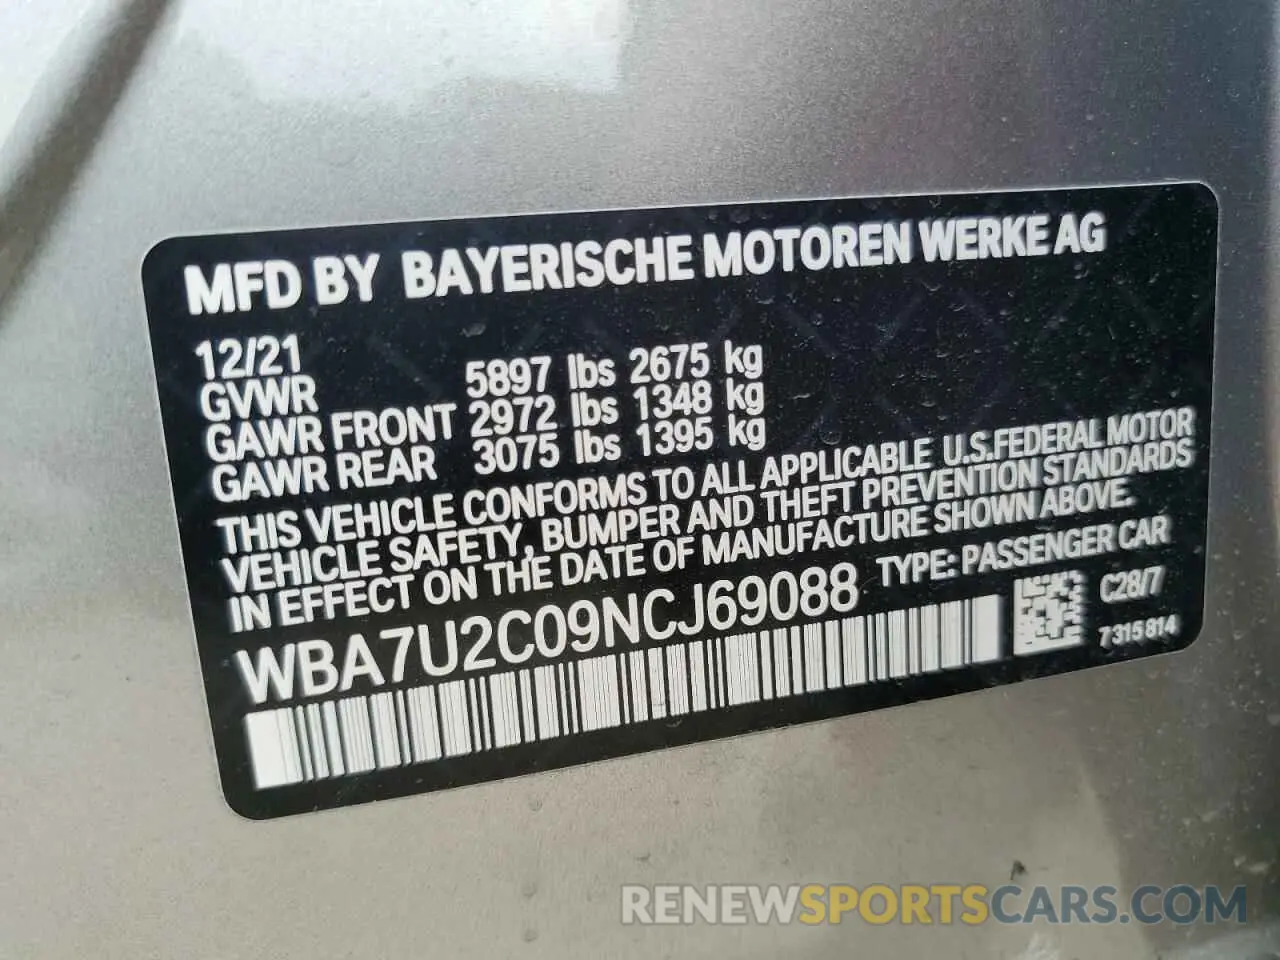 MFD BY BAYERISCHE MOTOREN WERKE AG
12/21
GVWR 5897 lbs 2675 kg
GAWR FRONT 2972 lbs 1348 kg
GAWR REAR 3075 lbs 1395 kg
THIS VEHICLE CONFORMS TO ALL APPLICABLE U.S.FEDERAL MOTOR
VEHICLE SAFETY, BUMPER AND THEFT PREVENTION STANDARDS
IN EFFECT ON THE DATE OF MANUFACTURE SHOWN ABOVE.
WBA7U2C09NCJ69088 TYPE: PASSENGER CAR
C28/7
7 315 814
RENEWSPORTSCARS.COM